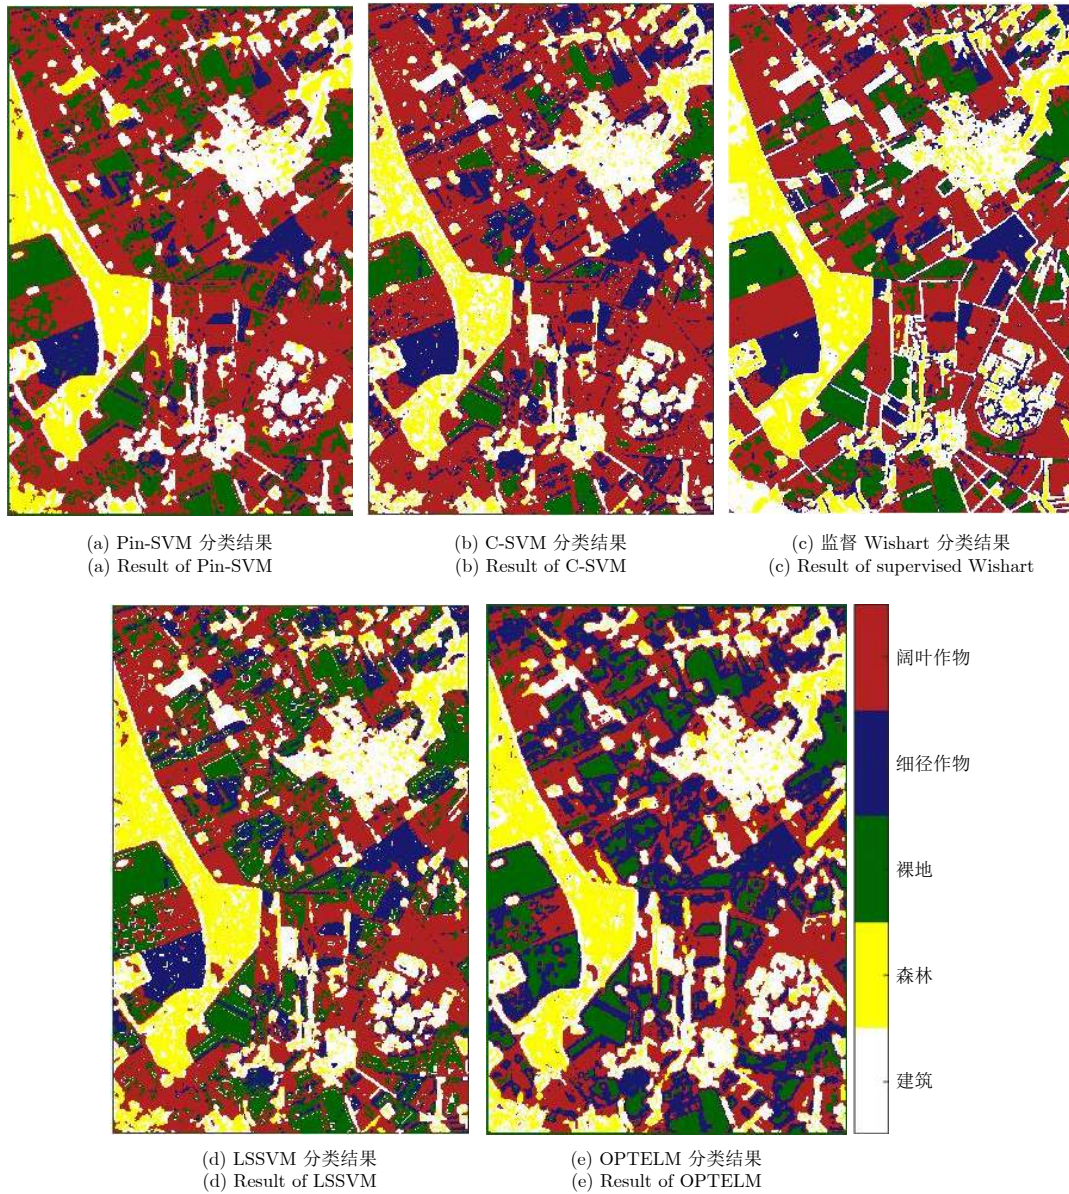 (a) Pin-SVM 分类结果
(a) Result of Pin-SVM
(b) C-SVM 分类结果
(b) Result of C-SVM
(c) 监督 Wishart 分类结果
(c) Result of supervised Wishart
阔叶作物
细径作物
裸地
森林
建筑
(d) LSSVM 分类结果
(d) Result of LSSVM
(e) OPTELM 分类结果
(e) Result of OPTELM